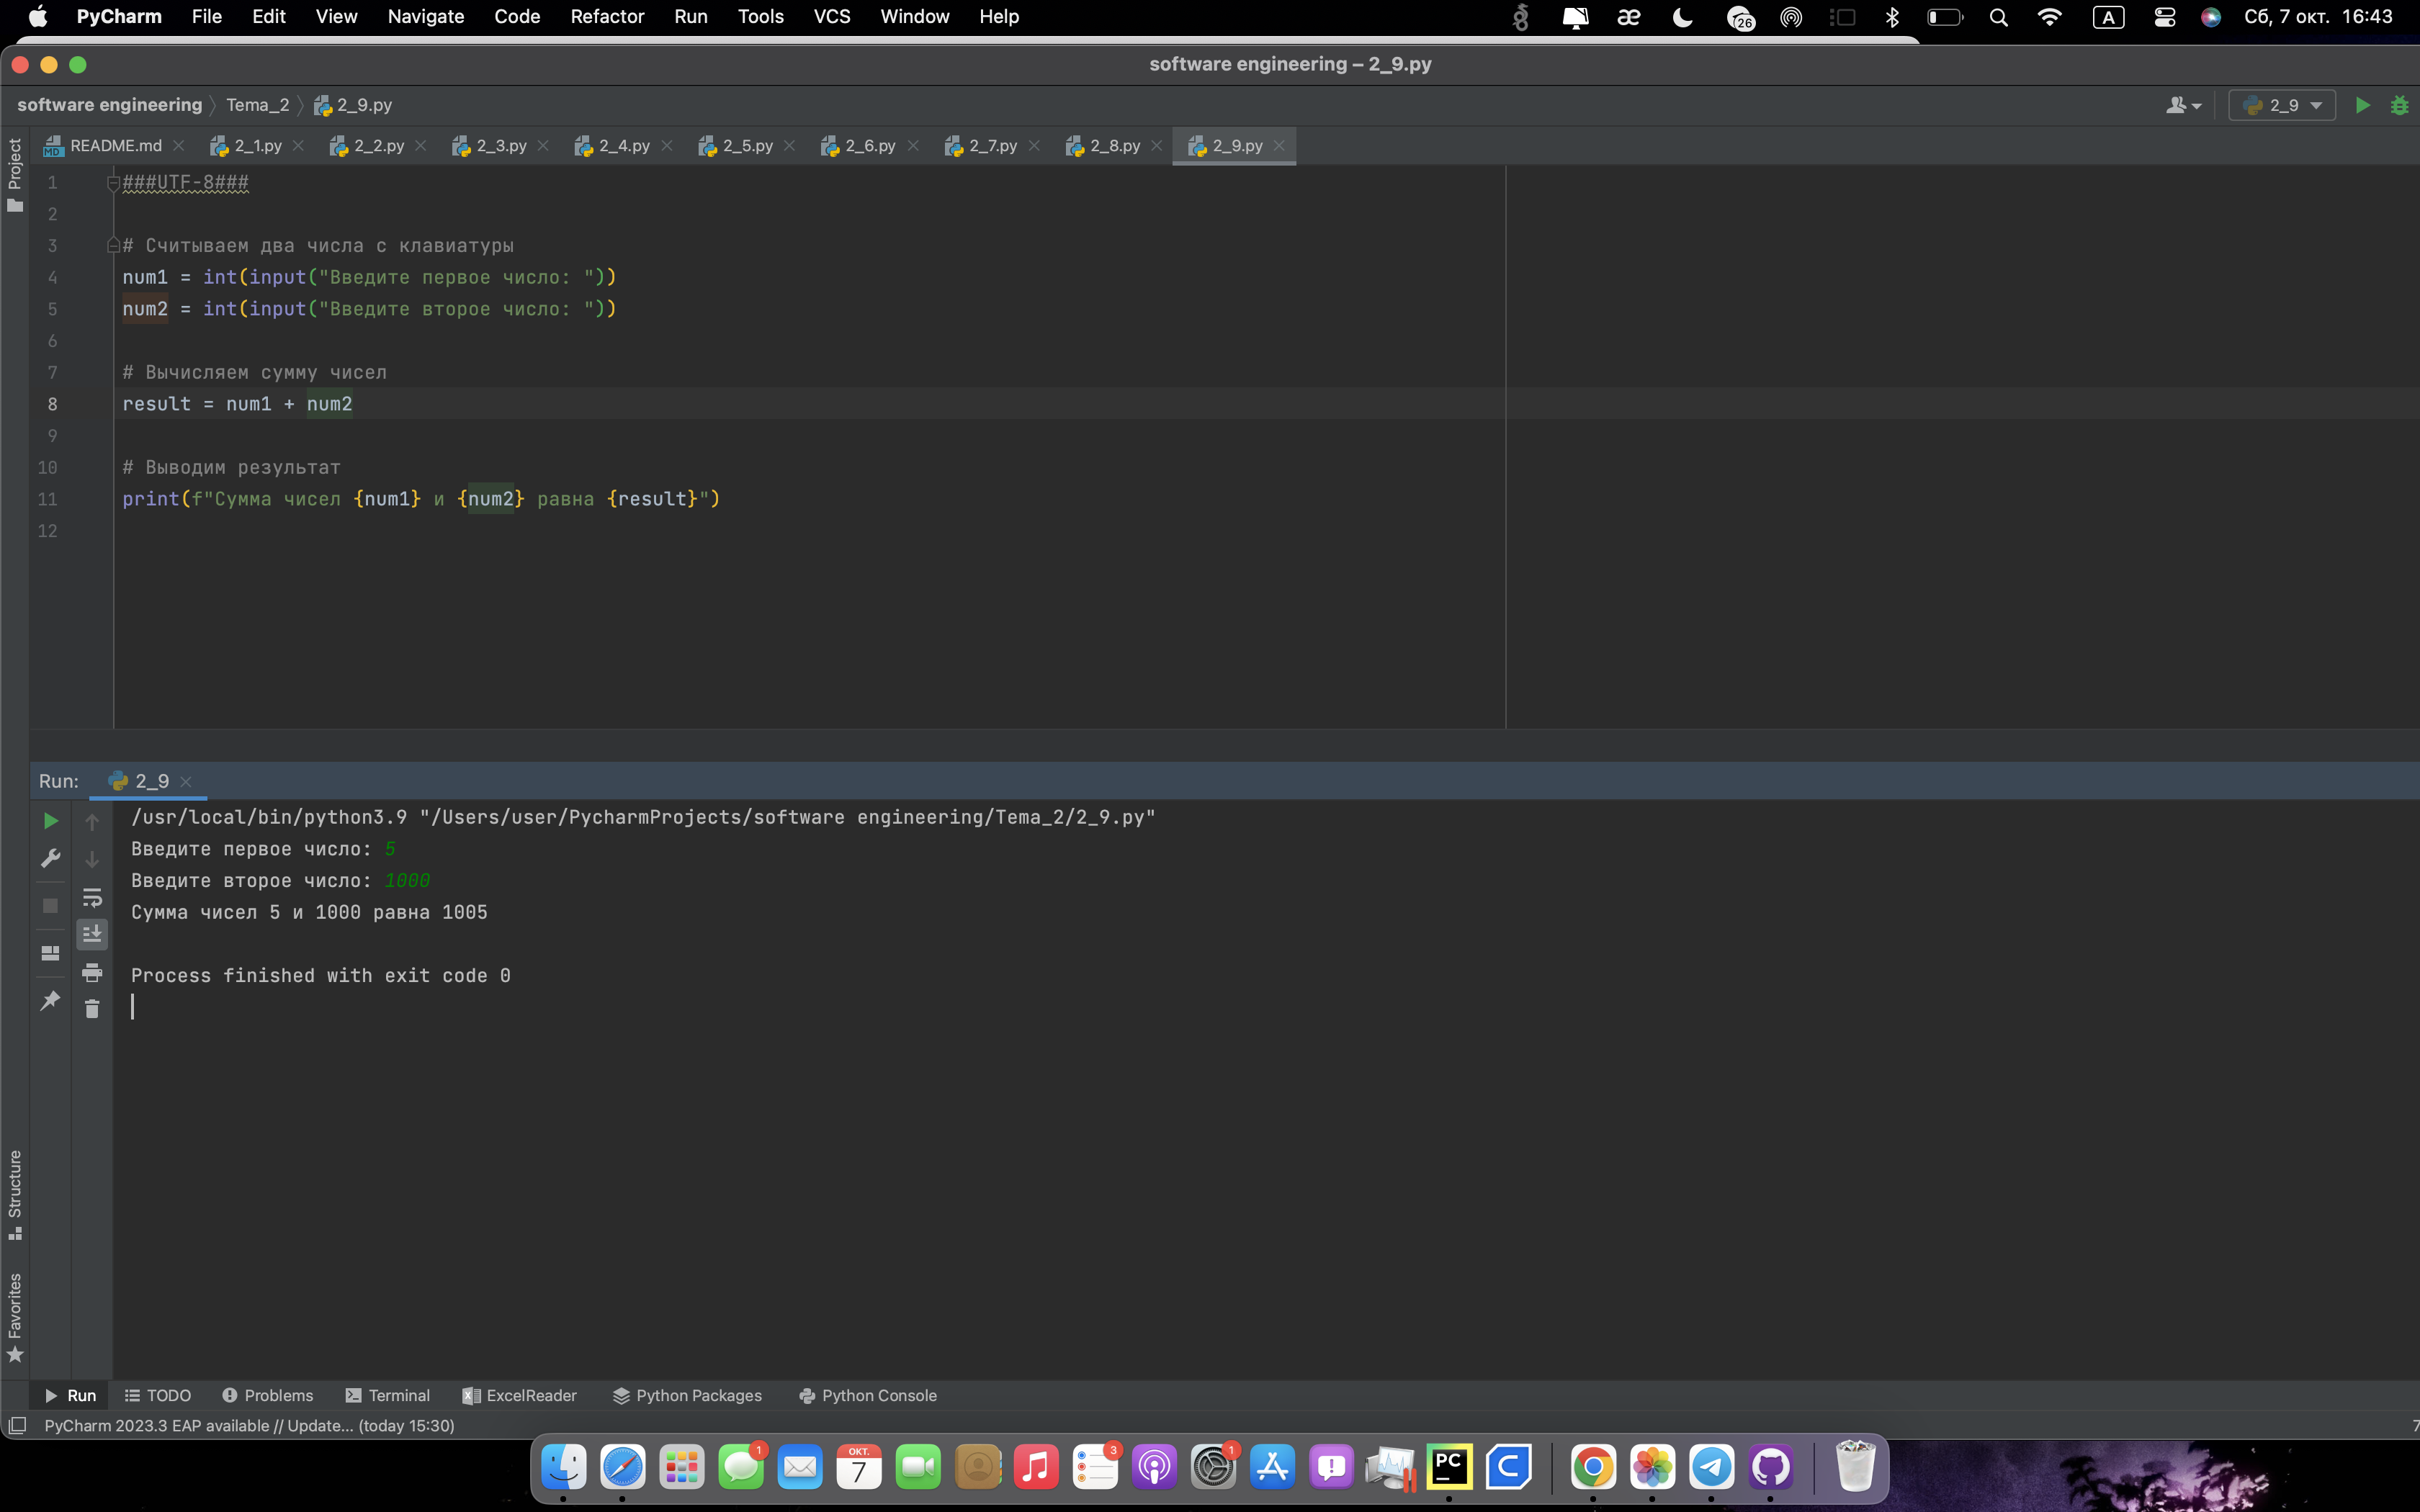 PyCharm File Edit View Navigate Code Refactor Run Tools VCS Window Help 26 A Сб, 7 окт. 16:43
software engineering – 2_9.py
software engineering Tema_2 2_9.py 2_9
Project
README.md 2_1.py 2_2.py 2_3.py 2_4.py 2_5.py 2_6.py 2_7.py 2_8.py 2_9.py
1 ###UTF-8###
2
3 # Считываем два числа с клавиатуры
4 num1 = int(input("Введите первое число: "))
5 num2 = int(input("Введите второе число: "))
6
7 # Вычисляем сумму чисел
8 result = num1 + num2
9
10 # Выводим результат
11 print(f"Сумма чисел {num1} и {num2} равна {result}")
12
Run: 2_9
/usr/local/bin/python3.9 "/Users/user/PycharmProjects/software engineering/Tema_2/2_9.py"
Введите первое число: 5
Введите второе число: 1000
Сумма чисел 5 и 1000 равна 1005
Process finished with exit code 0
Structure
Favorites
Run TODO Problems Terminal ExcelReader Python Packages Python Console
PyCharm 2023.3 EAP available // Update... (today 15:30) 7
1 ОКТ. 7 3 1 PC C